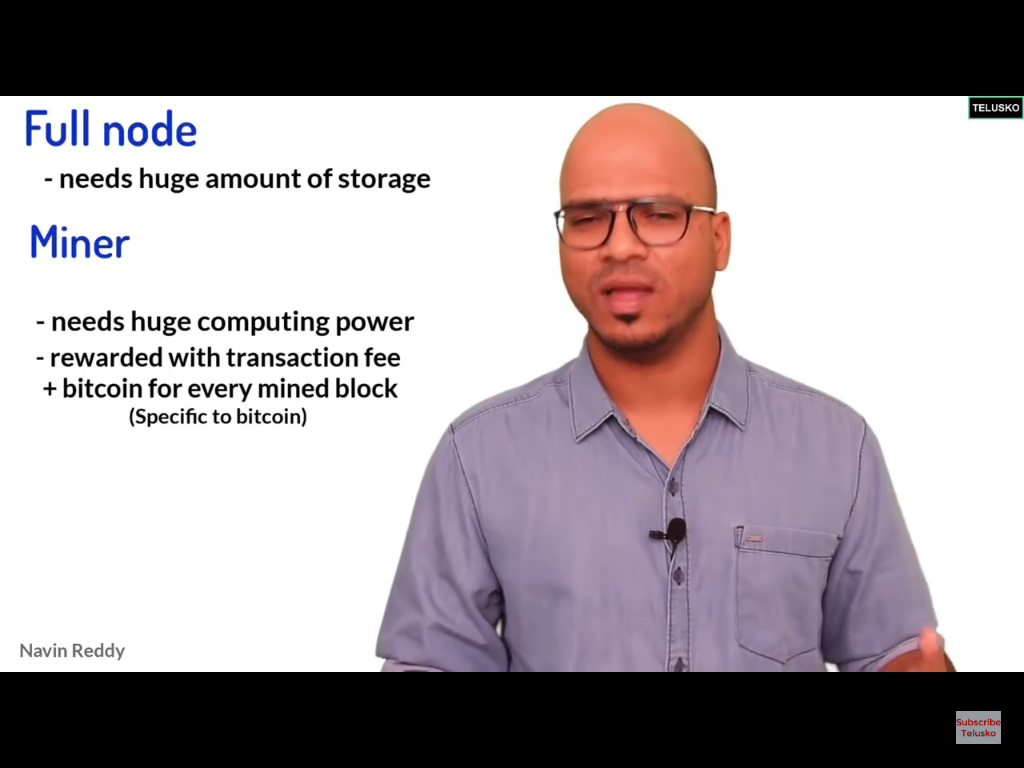 TELUSKO
Full node
- needs huge amount of storage
Miner
- needs huge computing power
- rewarded with transaction fee
+ bitcoin for every mined block
(Specific to bitcoin)
Navin Reddy
Subscribe
Telusko